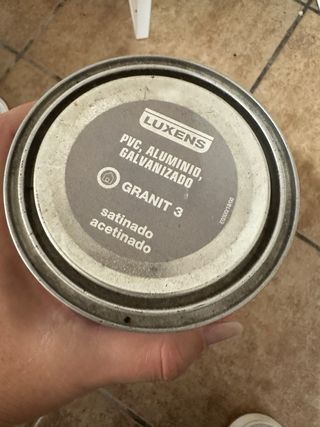 LUXENS
PVC, ALUMINIO,
GALVANIZADO
GRANIT 3
satinado
acetinado